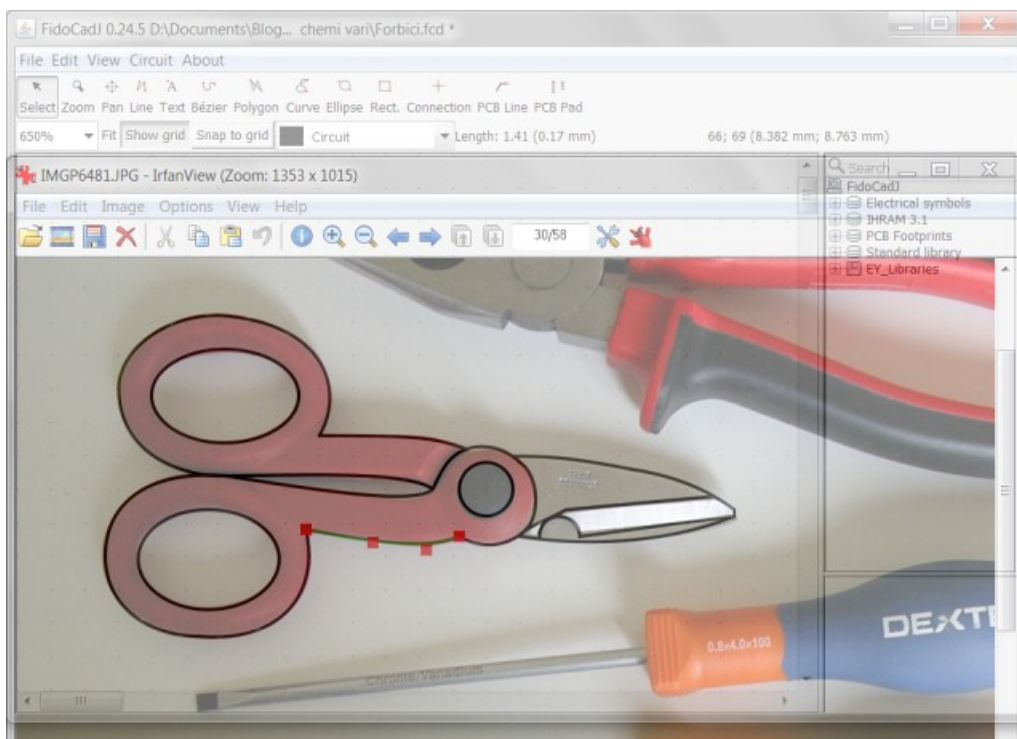 FidoCadJ 0.24.5 D:\Documents\Blog... chemi vari\Forbici.fcd *
File Edit View Circuit About
Select Zoom Pan Line Text Bézier Polygon Curve Ellipse Rect. Connection PCB Line PCB Pad
650% Fit Show grid Snap to grid Circuit Length: 1.41 (0.17 mm) 66; 69 (8.382 mm; 8.763 mm)
IMGP6481.JPG - IrfanView (Zoom: 1353 x 1015)
File Edit Image Options View Help
30/58
Search
FidoCadJ
Electrical symbols
IHRAM 3.1
PCB Footprints
Standard library
EY_Libraries
DEXT
0.8x4.0x100
Chrome-Vanadium